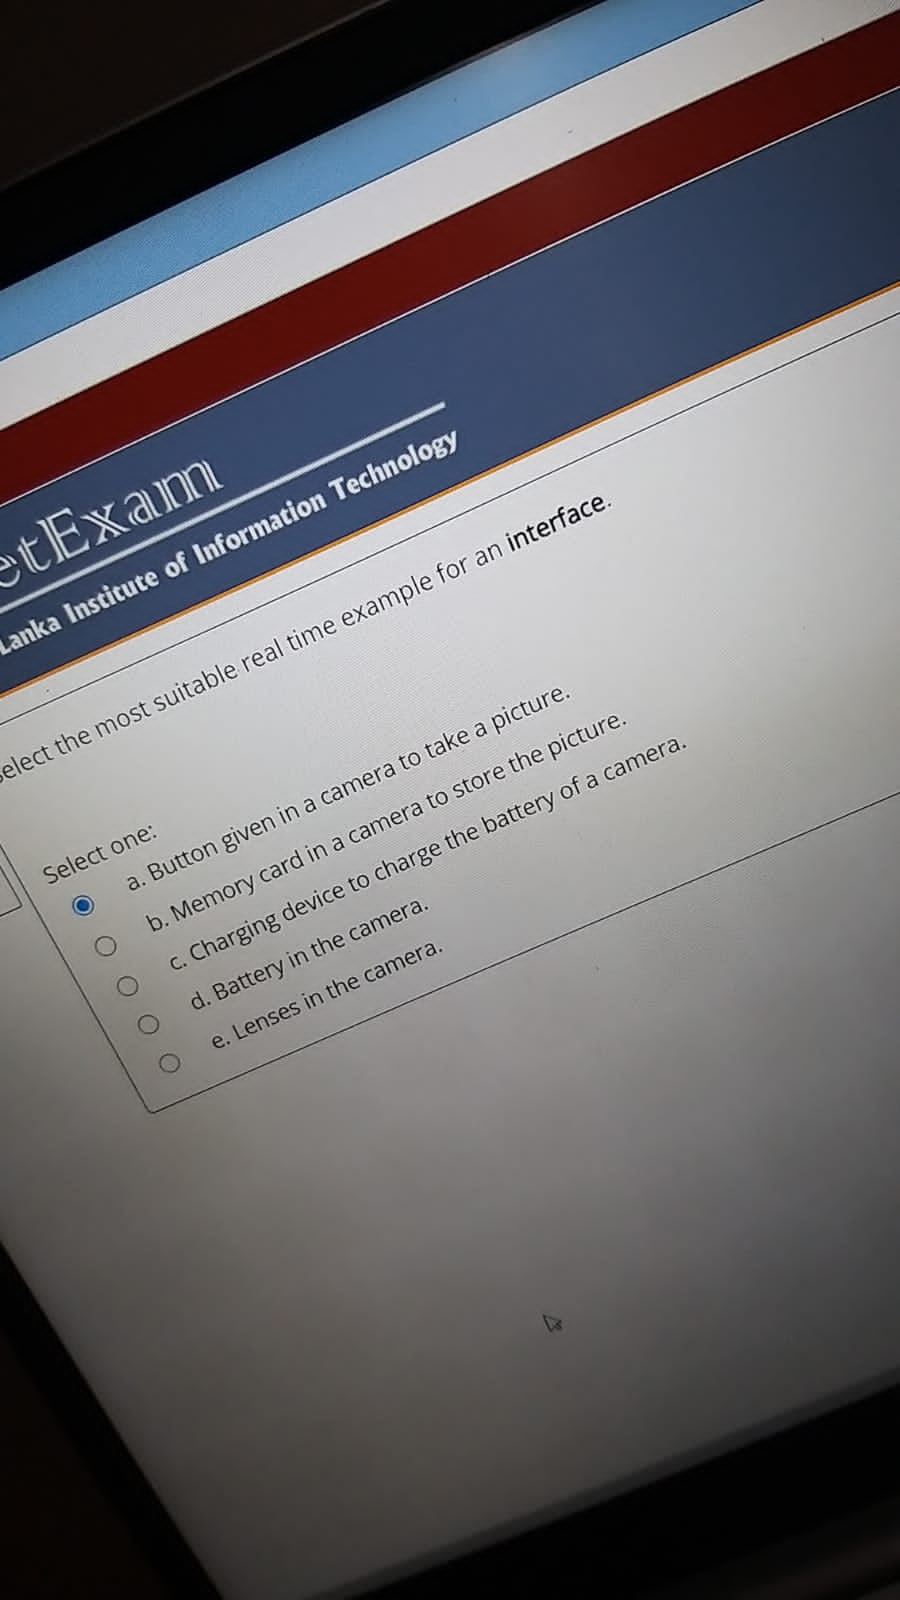 etExam
Lanka Institute of Information Technology
elect the most suitable real time example for an interface.
Select one:
a. Button given in a camera to take a picture.
b. Memory card in a camera to store the picture.
c. Charging device to charge the battery of a camera.
d. Battery in the camera.
e. Lenses in the camera.